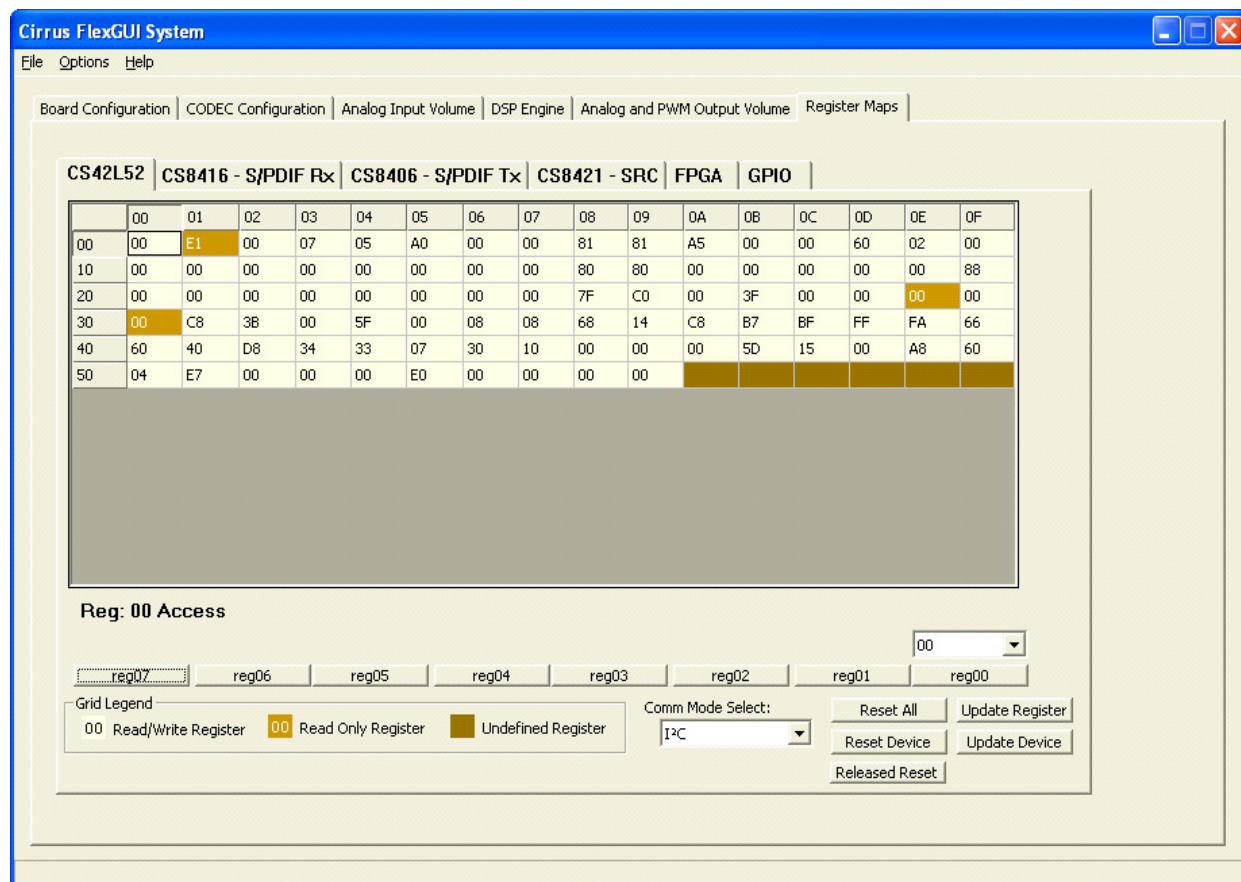 Cirrus FlexGUI System
File Options Help
Board Configuration CODEC Configuration Analog Input Volume DSP Engine Analog and PWM Output Volume Register Maps
CS42L52 CS8416 - S/PDIF Rx CS8406 - S/PDIF Tx CS8421 - SRC FPGA GPIO
00 01 02 03 04 05 06 07 08 09 0A 0B 0C 0D 0E 0F
00 00 E1 00 07 05 A0 00 00 81 81 A5 00 00 60 02 00
10 00 00 00 00 00 00 00 00 80 80 00 00 00 00 00 88
20 00 00 00 00 00 00 00 00 7F C0 00 3F 00 00 00 00
30 00 C8 3B 00 5F 00 08 08 68 14 C8 B7 BF FF FA 66
40 60 40 D8 34 33 07 30 10 00 00 00 5D 15 00 A8 60
50 04 E7 00 00 00 E0 00 00 00 00
Reg: 00 Access
00
reg07 reg06 reg05 reg04 reg03 reg02 reg01 reg00
Grid Legend
00 Read/Write Register 00 Read Only Register Undefined Register
Comm Mode Select:
I²C
Reset All Update Register
Reset Device Update Device
Released Reset